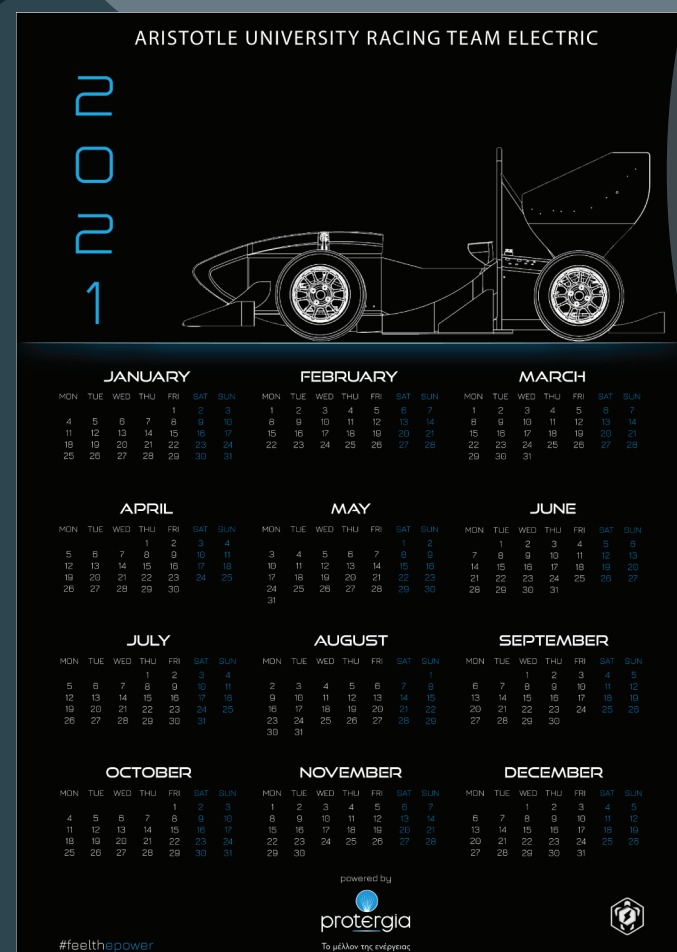 ARISTOTLE UNIVERSITY RACING TEAM ELECTRIC
2
0
2
1
JANUARY
MON TUE WED THU FRI SAT SUN
1 2 3
4 5 6 7 8 9 10
11 12 13 14 15 16 17
18 19 20 21 22 23 24
25 26 27 28 29 30 31
FEBRUARY
MON TUE WED THU FRI SAT SUN
1 2 3 4 5 6 7
8 9 10 11 12 13 14
15 16 17 18 19 20 21
22 23 24 25 26 27 28
MARCH
MON TUE WED THU FRI SAT SUN
1 2 3 4 5 6 7
8 9 10 11 12 13 14
15 16 17 18 19 20 21
22 23 24 25 26 27 28
29 30 31
APRIL
MON TUE WED THU FRI SAT SUN
1 2 3 4
5 6 7 8 9 10 11
12 13 14 15 16 17 18
19 20 21 22 23 24 25
26 27 28 29 30
MAY
MON TUE WED THU FRI SAT SUN
1 2
3 4 5 6 7 8 9
10 11 12 13 14 15 16
17 18 19 20 21 22 23
24 25 26 27 28 29 30
31
JUNE
MON TUE WED THU FRI SAT SUN
1 2 3 4 5 6
7 8 9 10 11 12 13
14 15 16 17 18 19 20
21 22 23 24 25 26 27
28 29 30 31
JULY
MON TUE WED THU FRI SAT SUN
1 2 3 4
5 6 7 8 9 10 11
12 13 14 15 16 17 18
19 20 21 22 23 24 25
26 27 28 29 30 31
AUGUST
MON TUE WED THU FRI SAT SUN
1
2 3 4 5 6 7 8
9 10 11 12 13 14 15
16 17 18 19 20 21 22
23 24 25 26 27 28 29
30 31
SEPTEMBER
MON TUE WED THU FRI SAT SUN
1 2 3 4 5
6 7 8 9 10 11 12
13 14 15 16 17 18 19
20 21 22 23 24 25 26
27 28 29 30
OCTOBER
MON TUE WED THU FRI SAT SUN
1 2 3
4 5 6 7 8 9 10
11 12 13 14 15 16 17
18 19 20 21 22 23 24
25 26 27 28 29 30 31
NOVEMBER
MON TUE WED THU FRI SAT SUN
1 2 3 4 5 6 7
8 9 10 11 12 13 14
15 16 17 18 19 20 21
22 23 24 25 26 27 28
29 30
DECEMBER
MON TUE WED THU FRI SAT SUN
1 2 3 4 5
6 7 8 9 10 11 12
13 14 15 16 17 18 19
20 21 22 23 24 25 26
27 28 29 30 31
powered by
protergia
Το μέλλον της ενέργειας
#feelthepower